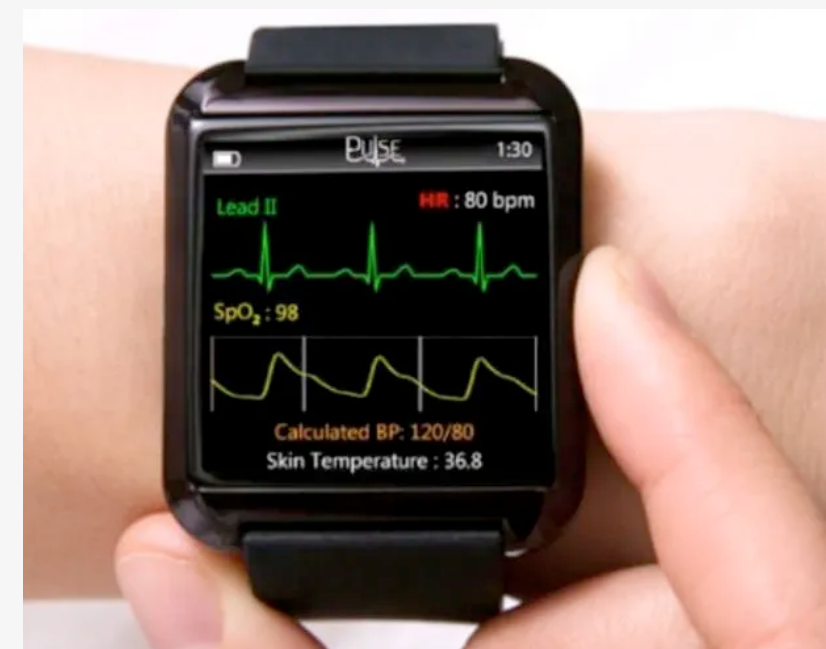 PULSE 1:30
Lead II HR : 80 bpm
SpO₂ : 98
Calculated BP: 120/80
Skin Temperature : 36.8